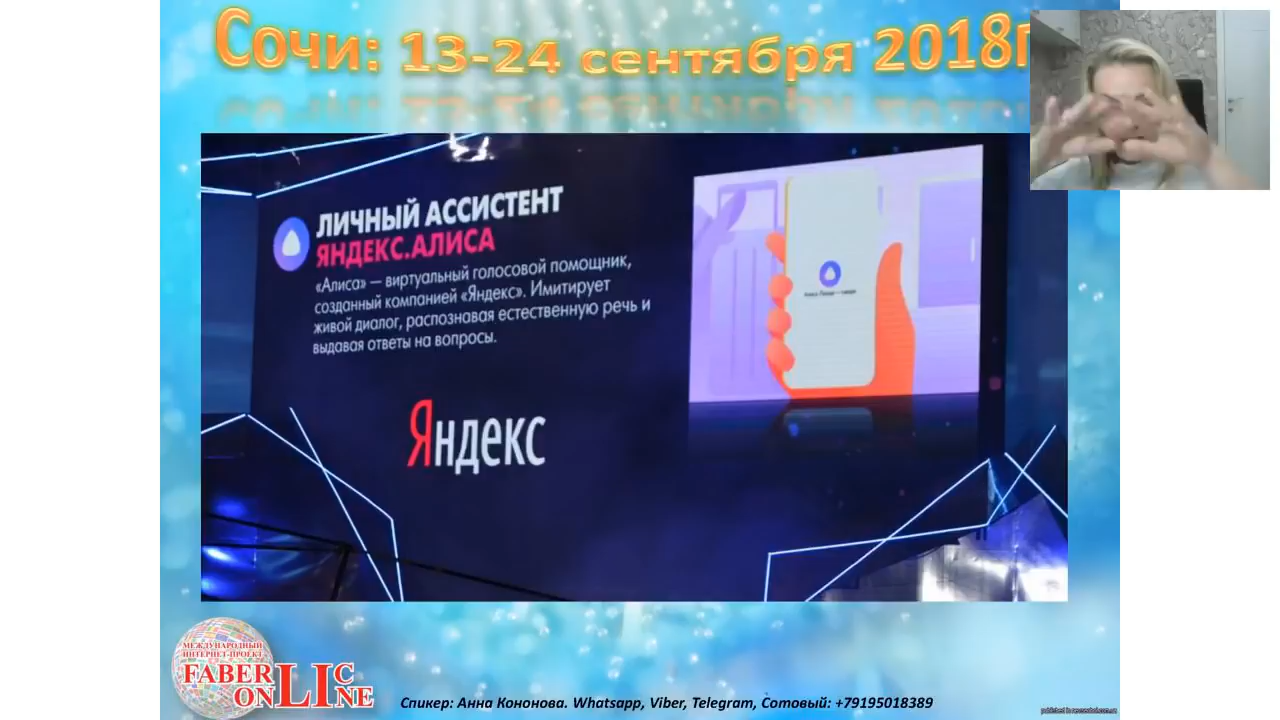 Сочи: 13-24 сентября 2018г
ЛИЧНЫЙ АССИСТЕНТ
ЯНДЕКС.АЛИСА
«Алиса» — виртуальный голосовой помощник,
созданный компанией «Яндекс». Имитирует
живой диалог, распознавая естественную речь и
выдавая ответы на вопросы.
Яндекс
МЕЖДУНАРОДНЫЙ
ИНТЕРНЕТ-ПРОЕКТ
FABERLIC
ONLINE
Спикер: Анна Кононова. Whatsapp, Viber, Telegram, Сотовый: +79195018389